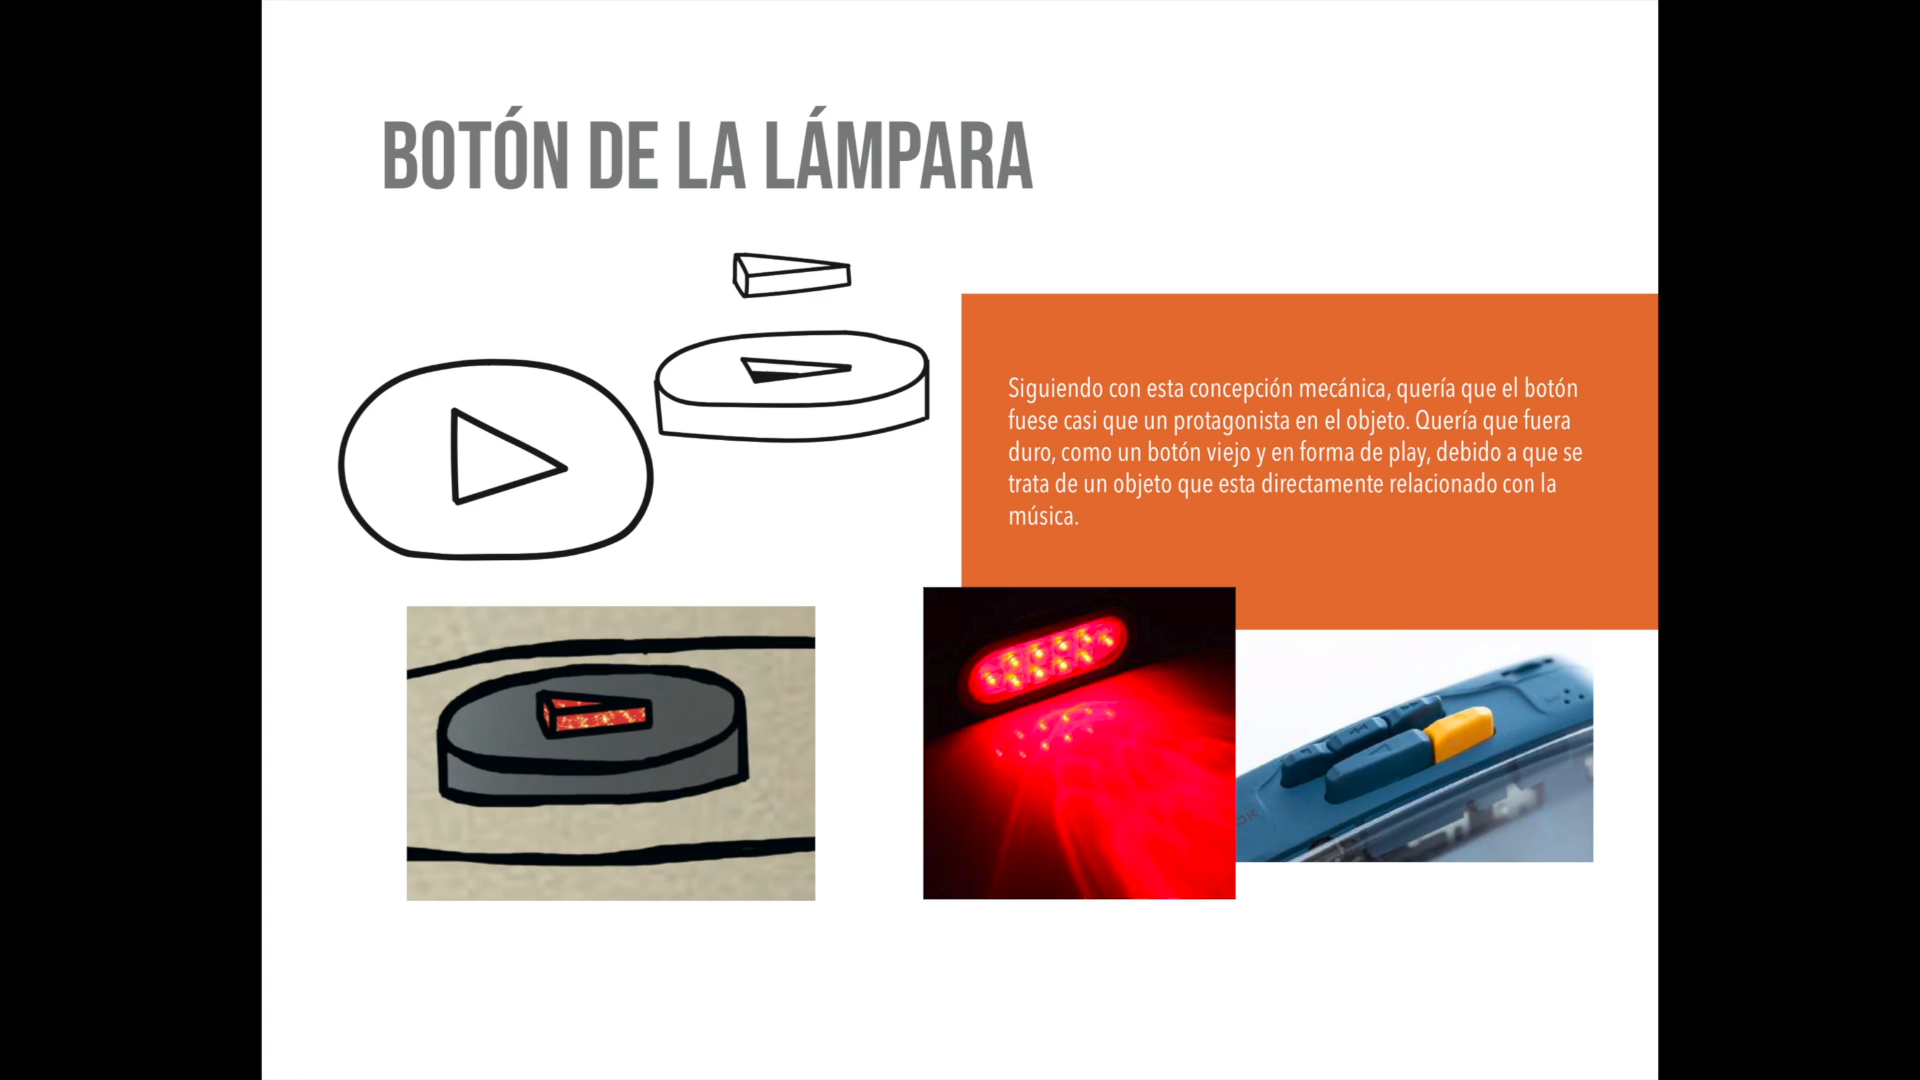 BOTÓN DE LA LÁMPARA
Siguiendo con esta concepción mecánica, quería que el botón
fuese casi que un protagonista en el objeto. Quería que fuera
duro, como un botón viejo y en forma de play, debido a que se
trata de un objeto que esta directamente relacionado con la
música.